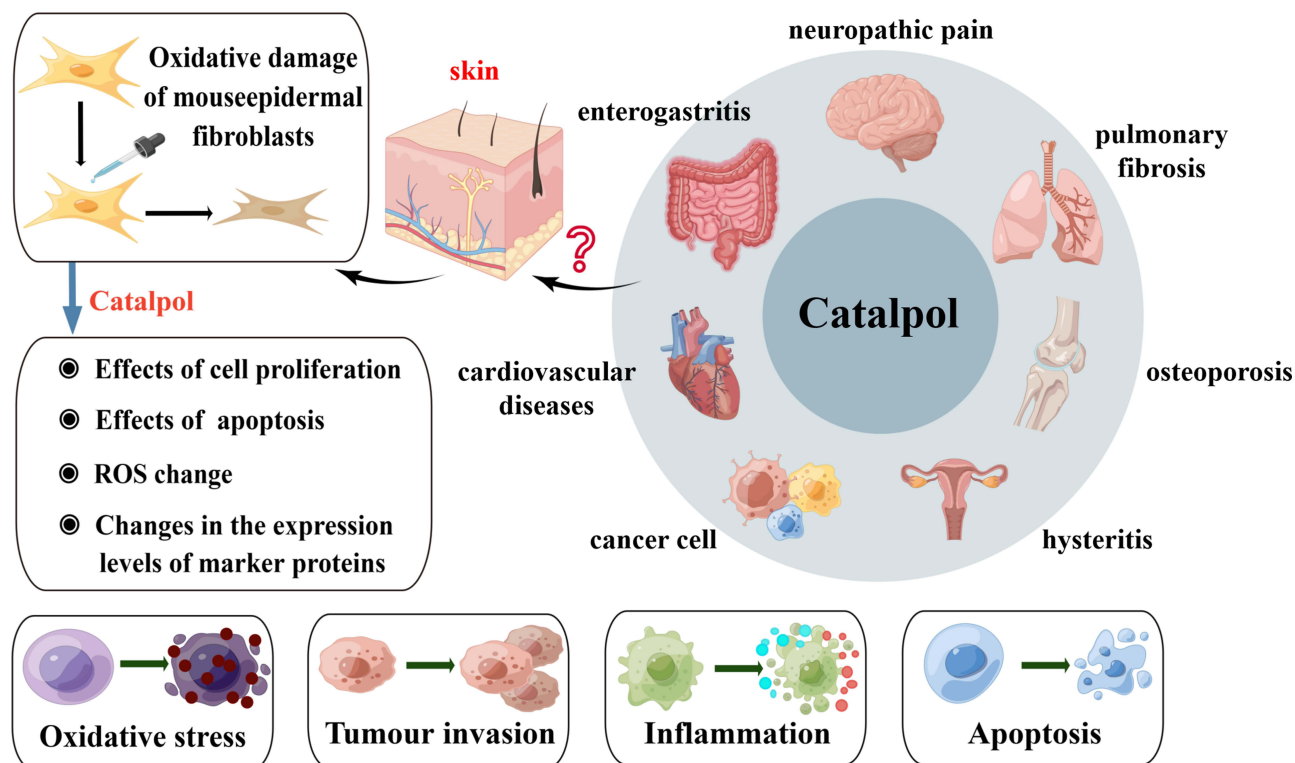 Oxidative damage
of mouseepidermal
fibroblasts
skin
?
neuropathic pain
enterogastritis
pulmonary
fibrosis
Catalpol
Catalpol
cardiovascular
diseases
osteoporosis
cancer cell
hysteritis
Effects of cell proliferation
Effects of apoptosis
ROS change
Changes in the expression
levels of marker proteins
Oxidative stress
Tumour invasion
Inflammation
Apoptosis